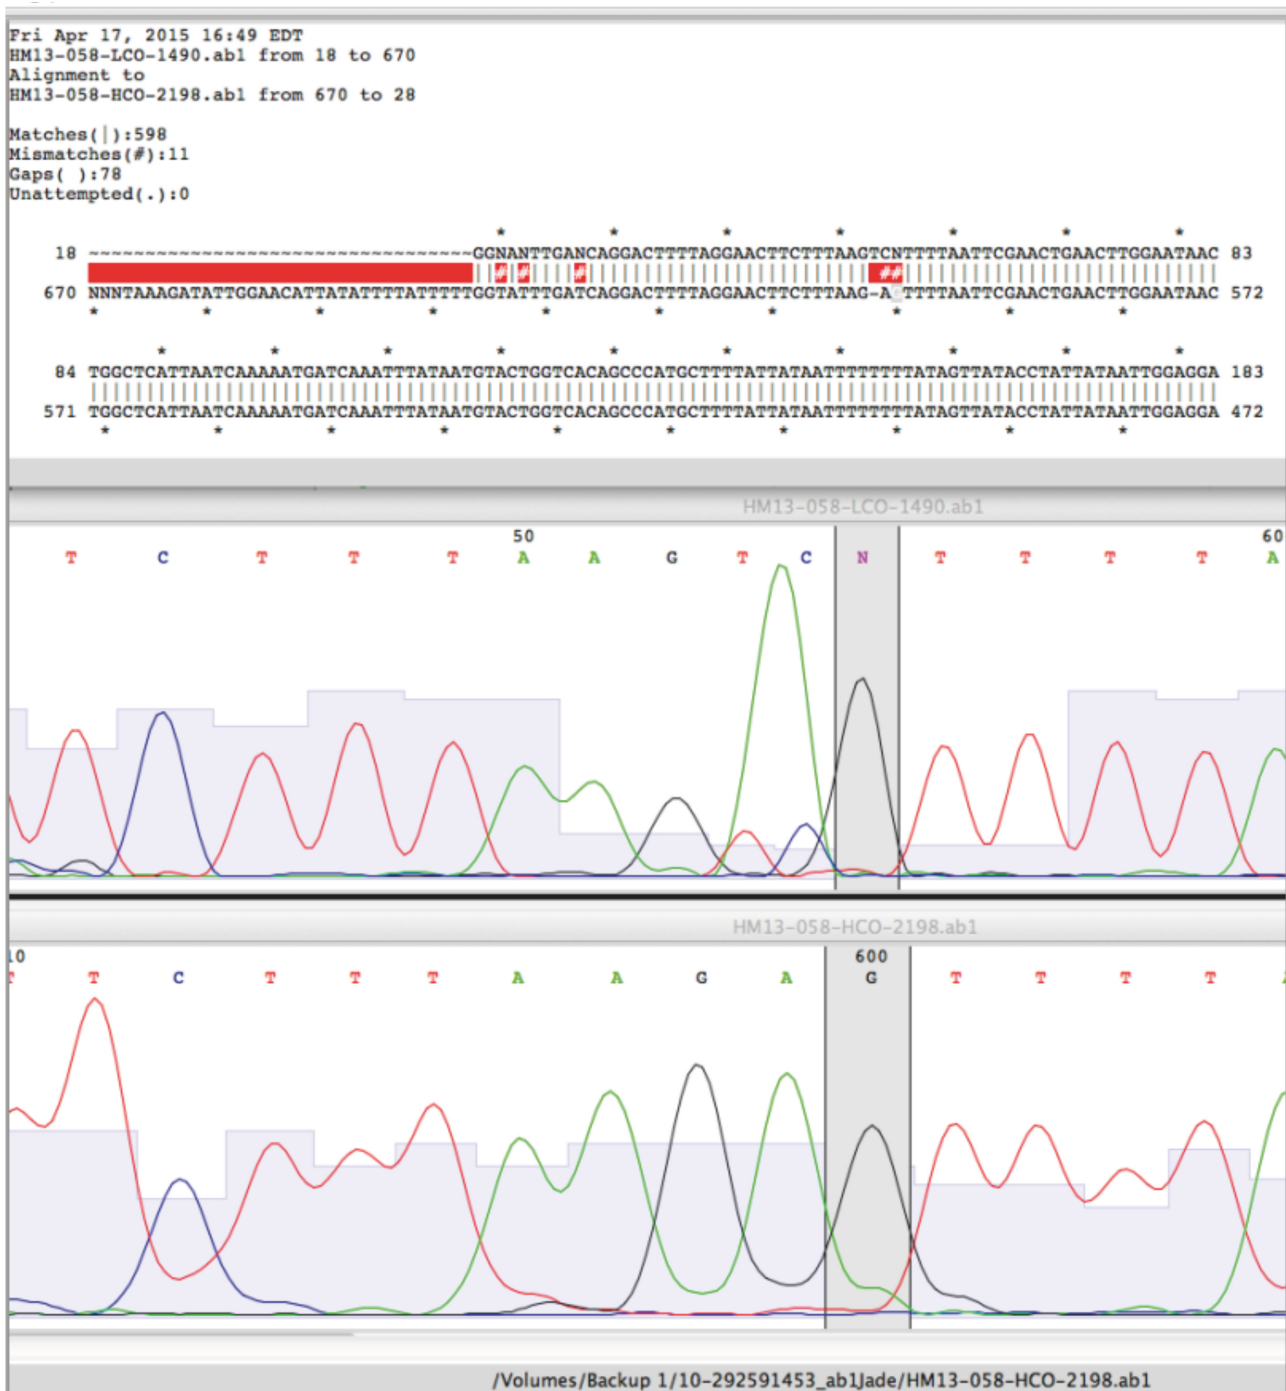 Fri Apr 17, 2015 16:49 EDT
HM13-058-LCO-1490.ab1 from 18 to 670
Alignment to
HM13-058-HCO-2198.ab1 from 670 to 28
Matches(|):598
Mismatches(#):11
Gaps( ):78
Unattempted(.):0
* * * * * * *
18 ~~~~~~~~~~~~~~~~~~~~~~~~~~~~~~~~~~GGNANTTGANCAGGACTTTTAGGAACTTCTTTAAGTCNTTTTAATTCGAACTGAACTTGGAATAAC 83
||#|#||||#|||||||||||||||||||||||||| ##||||||||||||||||||||||||||||
670 NNNTAAAGATATTGGAACATTATATTTTATTTTTGGTATTTGATCAGGACTTTTAGGAACTTCTTTAAG-AGTTTTAATTCGAACTGAACTTGGAATAAC 572
* * * * * * * * * *
* * * * * * * * * *
84 TGGCTCATTAATCAAAAATGATCAAATTTATAATGTACTGGTCACAGCCCATGCTTTTATTATAATTTTTTTTATAGTTATACCTATTATAATTGGAGGA 183
||||||||||||||||||||||||||||||||||||||||||||||||||||||||||||||||||||||||||||||||||||||||||||||||||||
571 TGGCTCATTAATCAAAAATGATCAAATTTATAATGTACTGGTCACAGCCCATGCTTTTATTATAATTTTTTTTATAGTTATACCTATTATAATTGGAGGA 472
* * * * * * * * * *
HM13-058-LCO-1490.ab1
50 60
T C T T T A A G T C N T T T T A
HM13-058-HCO-2198.ab1
10 600
T T C T T T A A G A G T T T T A
/Volumes/Backup 1/10-292591453_ab1Jade/HM13-058-HCO-2198.ab1